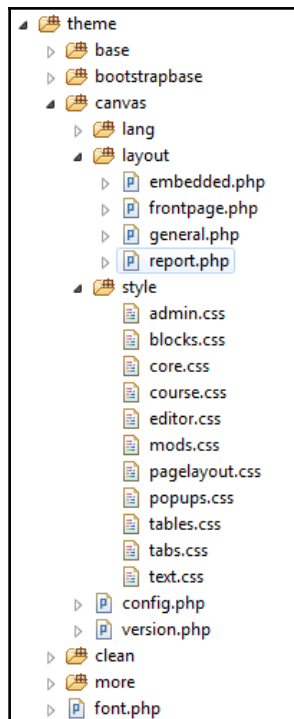 theme
base
bootstrapbase
canvas
lang
layout
embedded.php
frontpage.php
general.php
report.php
style
admin.css
blocks.css
core.css
course.css
editor.css
mods.css
pagelayout.css
popups.css
tables.css
tabs.css
text.css
config.php
version.php
clean
more
font.php